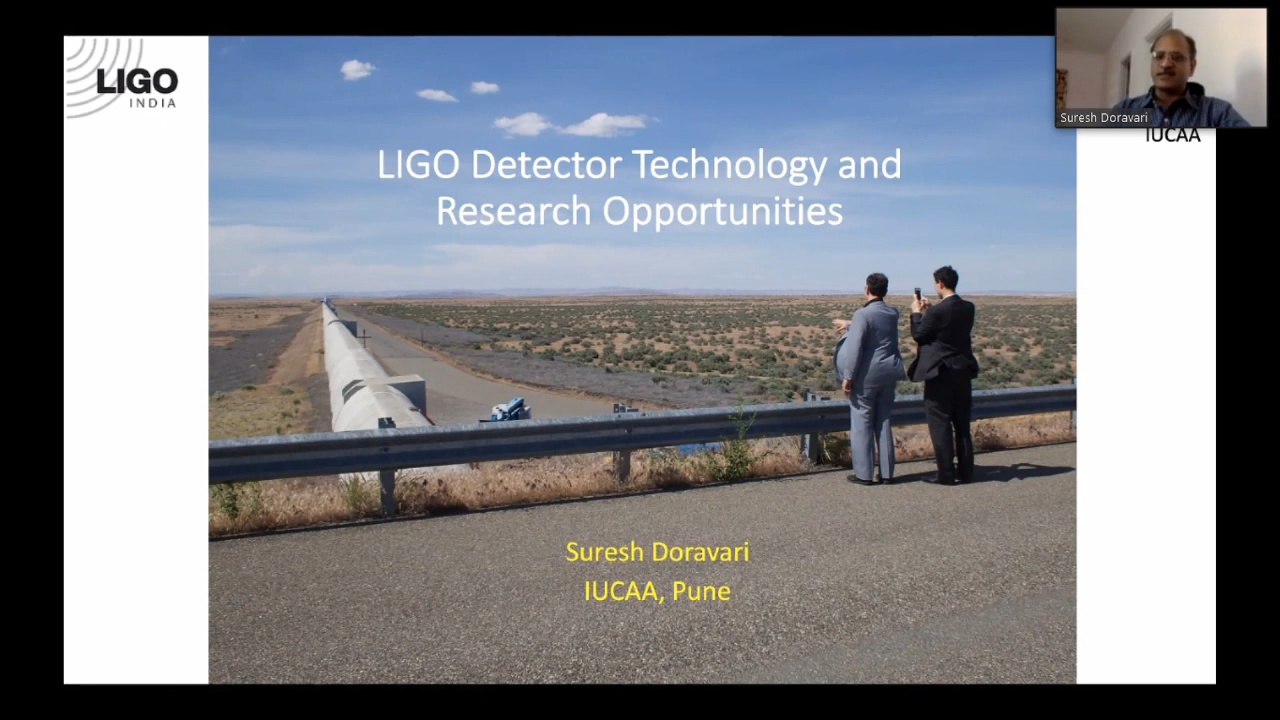 LIGO
INDIA
Suresh Doravari
IUCAA
LIGO Detector Technology and
Research Opportunities
Suresh Doravari
IUCAA, Pune